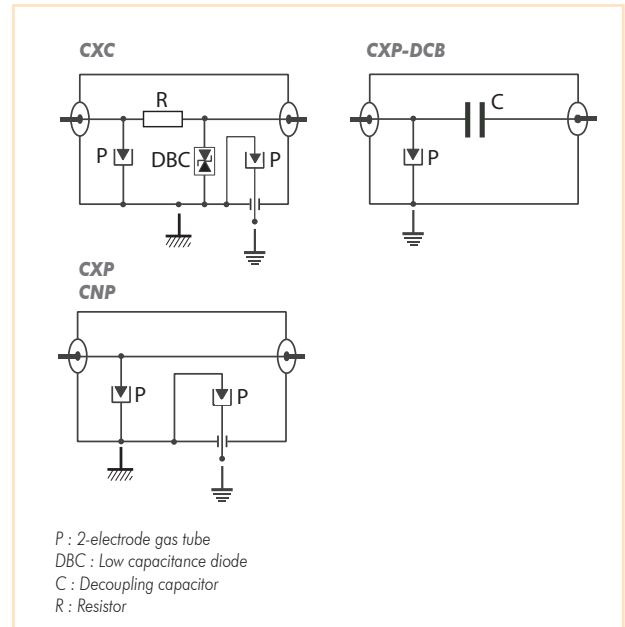 CXC
R
P
DBC
P
CXP-DCB
C
P
CXP
CNP
P
P
P : 2-electrode gas tube
DBC : Low capacitance diode
C : Decoupling capacitor
R : Resistor